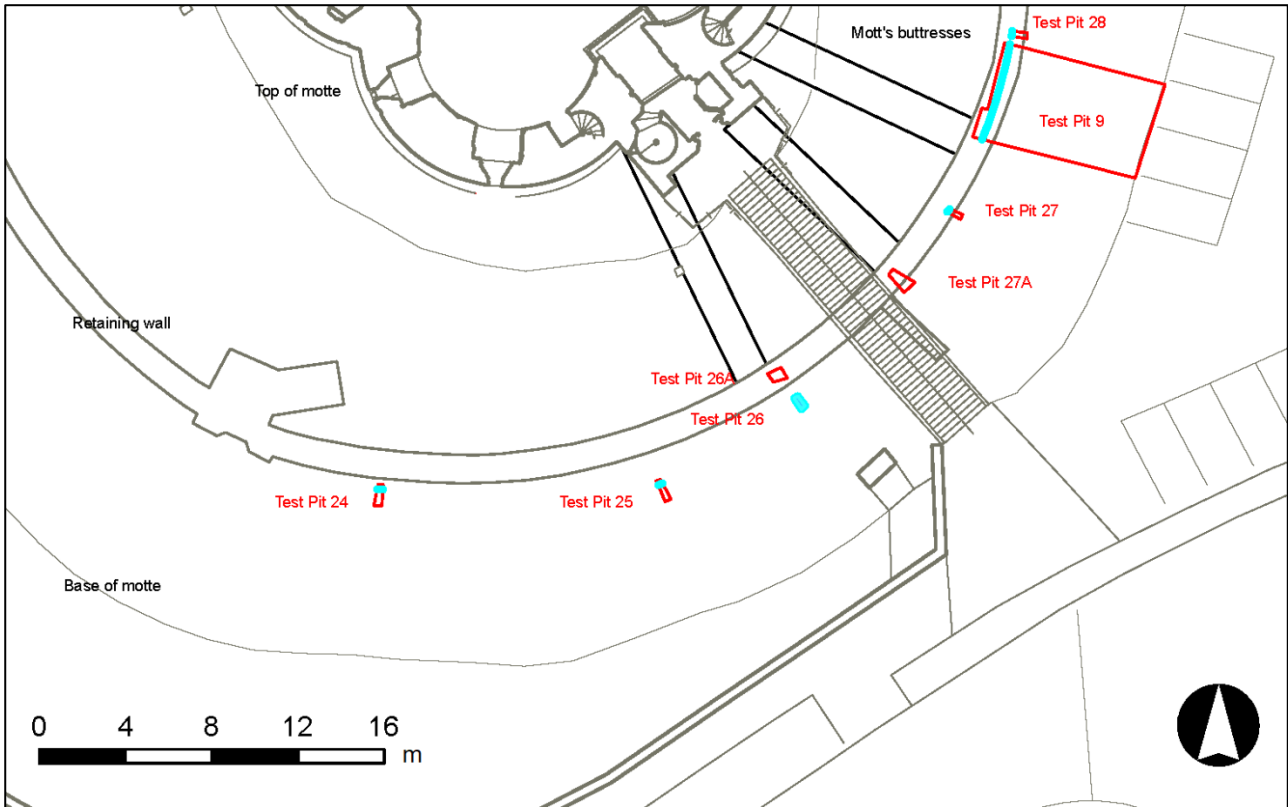 Test Pit 28
Mott's buttresses
Top of motte
Test Pit 9
Test Pit 27
Test Pit 27A
Retaining wall
Test Pit 26A
Test Pit 26
Test Pit 24
Test Pit 25
Base of motte
0 4 8 12 16
m